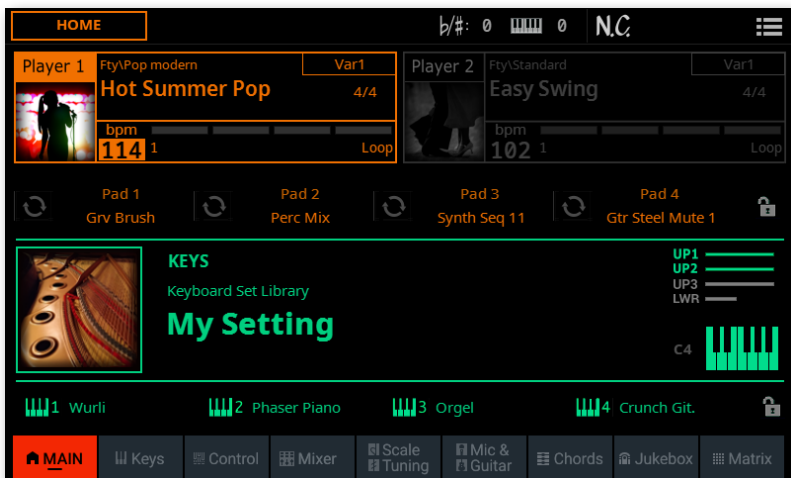 HOME
b/#: 0 0 N.C.
Player 1 Fty\Pop modern Var1
Hot Summer Pop 4/4
bpm
114 1 Loop
Player 2 Fty\Standard Var1
Easy Swing 4/4
bpm
102 1 Loop
Pad 1
Grv Brush
Pad 2
Perc Mix
Pad 3
Synth Seq 11
Pad 4
Gtr Steel Mute 1
KEYS
Keyboard Set Library
My Setting
UP1
UP2
UP3
LWR
C4
1 Wurli
2 Phaser Piano
3 Orgel
4 Crunch Git.
MAIN
Keys
Control
Mixer
Scale
Tuning
Mic &
Guitar
Chords
Jukebox
Matrix